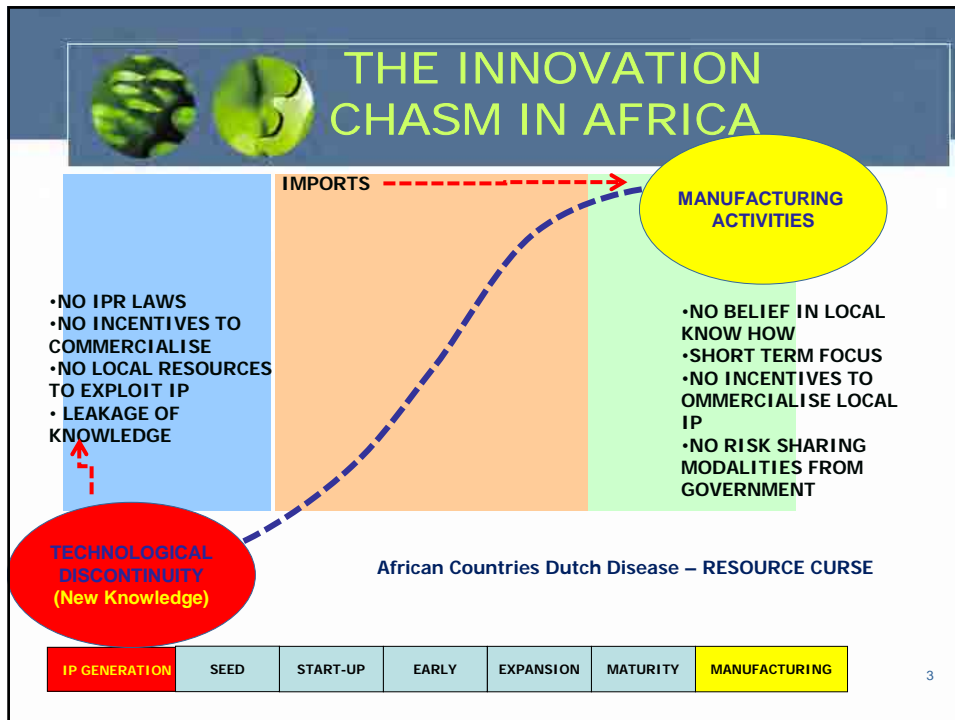 THE INNOVATION
CHASM IN AFRICA
IMPORTS
MANUFACTURING
ACTIVITIES
•NO IPR LAWS
•NO INCENTIVES TO
COMMERCIALISE
•NO LOCAL RESOURCES
TO EXPLOIT IP
• LEAKAGE OF
KNOWLEDGE
•NO BELIEF IN LOCAL
KNOW HOW
•SHORT TERM FOCUS
•NO INCENTIVES TO
OMMERCIALISE LOCAL
IP
•NO RISK SHARING
MODALITIES FROM
GOVERNMENT
TECHNOLOGICAL
DISCONTINUITY
(New Knowledge)
African Countries Dutch Disease – RESOURCE CURSE
IP GENERATION SEED START-UP EARLY EXPANSION MATURITY MANUFACTURING
3